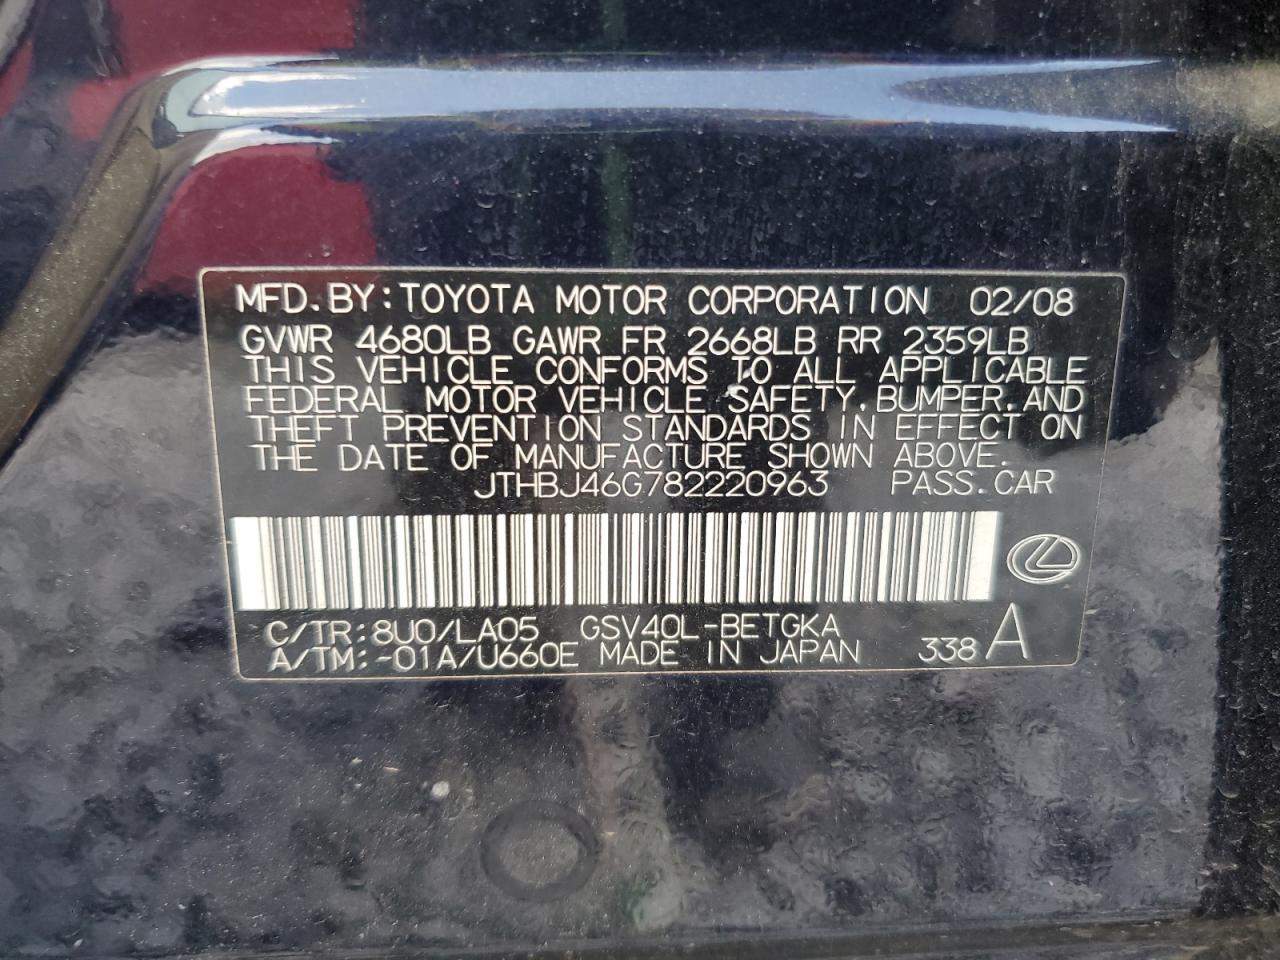 MFD.BY:TOYOTA MOTOR CORPORATION 02/08
GVWR 4680LB GAWR FR 2668LB RR 2359LB
THIS VEHICLE CONFORMS TO ALL APPLICABLE
FEDERAL MOTOR VEHICLE SAFETY,BUMPER,AND
THEFT PREVENTION STANDARDS IN EFFECT ON
THE DATE OF MANUFACTURE SHOWN ABOVE.
JTHBJ46G782220963 PASS.CAR
C/TR:8U0/LA05 GSV40L-BETGKA
A/TM:-01A/U660E MADE IN JAPAN 338 A